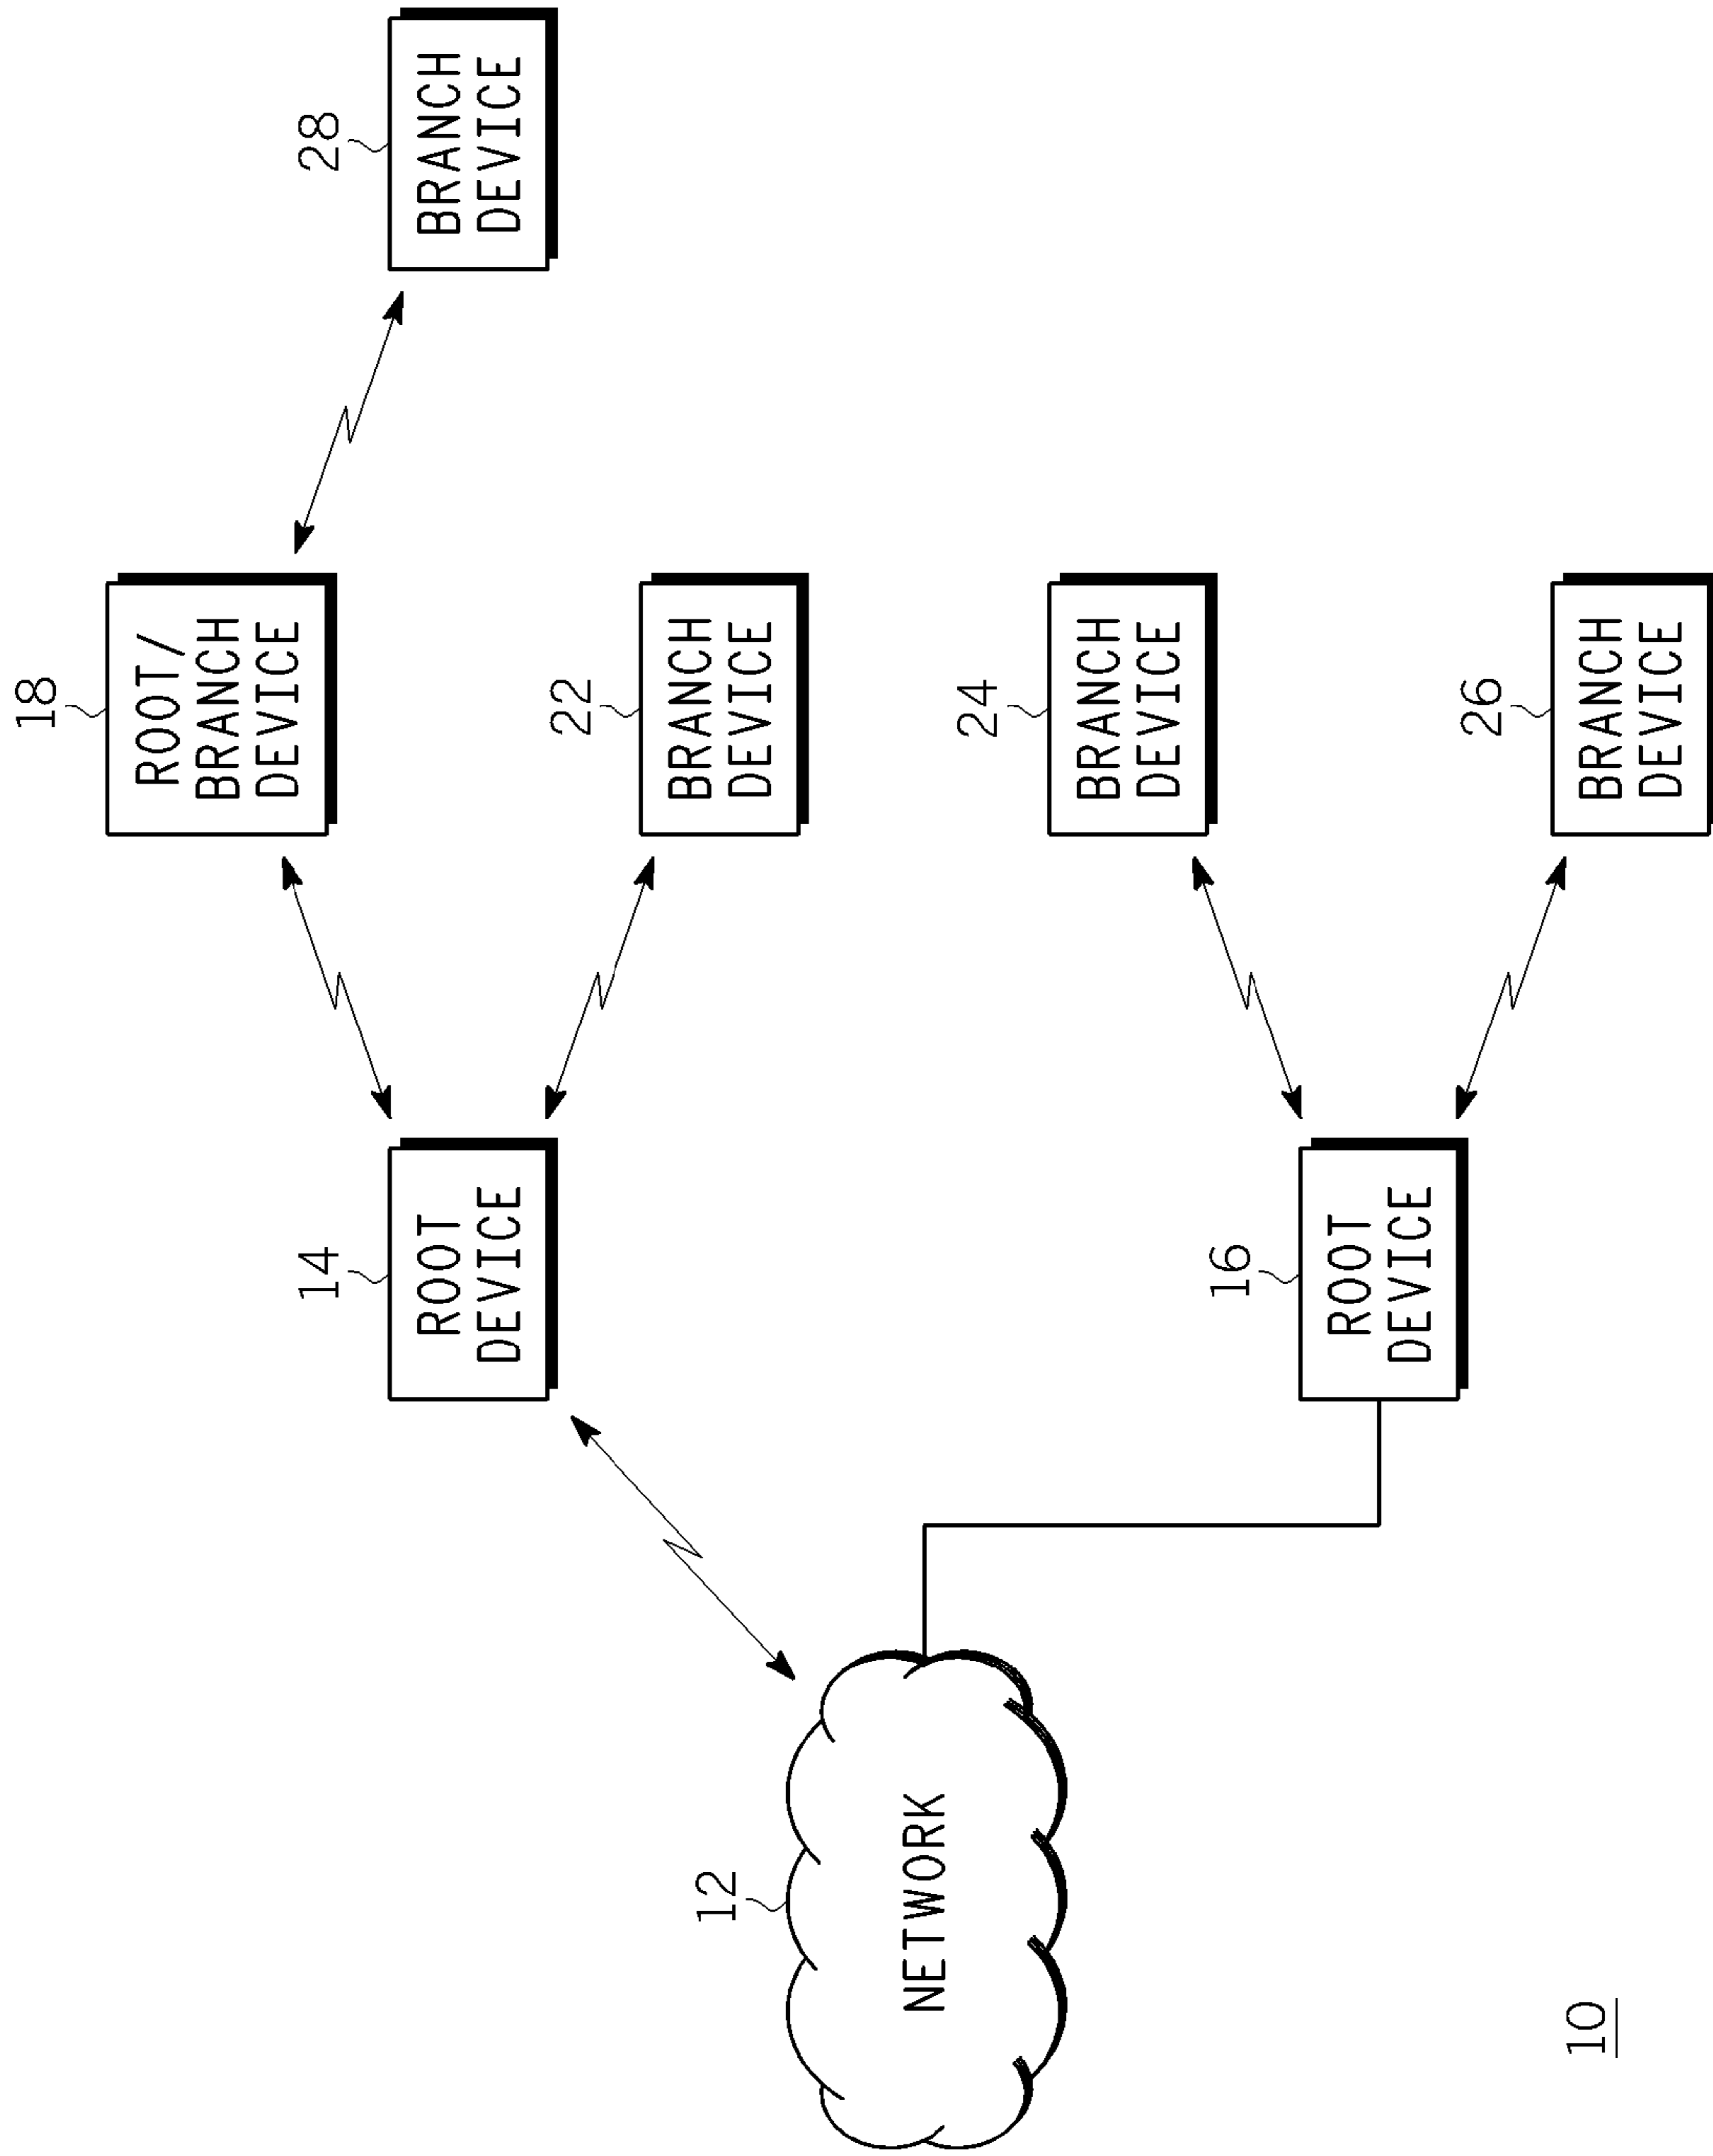 18
ROOT/
BRANCH
DEVICE
28
BRANCH
DEVICE
14
ROOT
DEVICE
22
BRANCH
DEVICE
12
NETWORK
24
BRANCH
DEVICE
16
ROOT
DEVICE
26
BRANCH
DEVICE
10